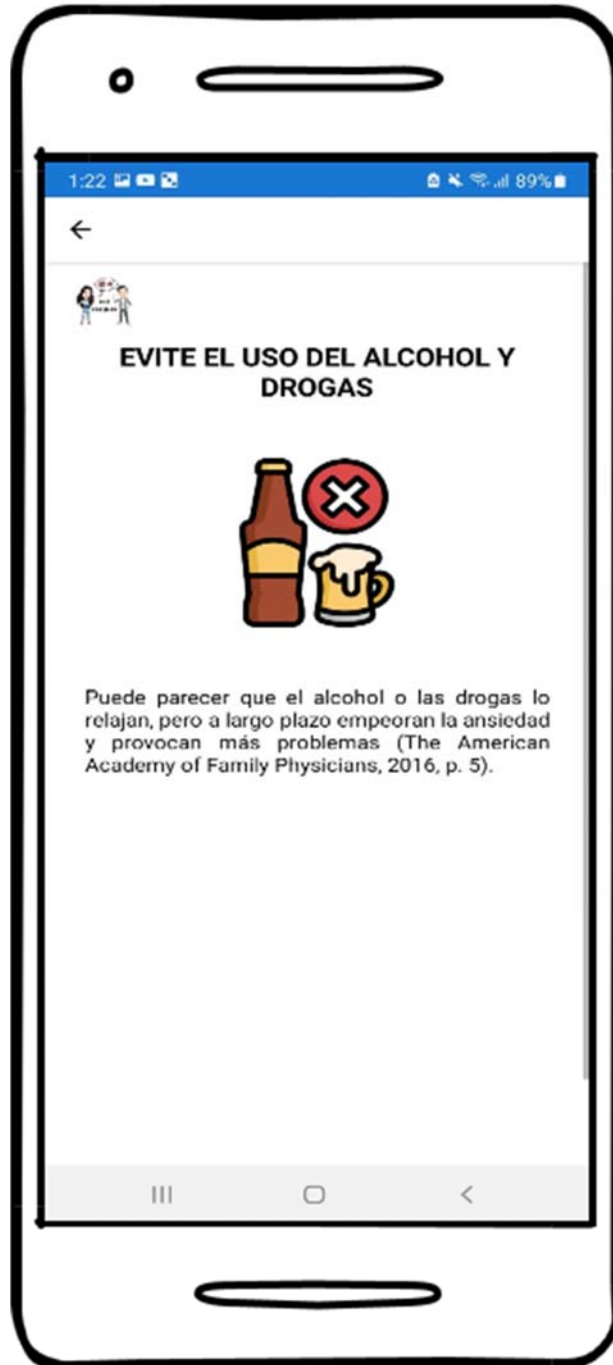 1:22
89%
EVITE EL USO DEL ALCOHOL Y
DROGAS
Puede parecer que el alcohol o las drogas lo
relajan, pero a largo plazo empeoran la ansiedad
y provocan más problemas (The American
Academy of Family Physicians, 2016, p. 5).